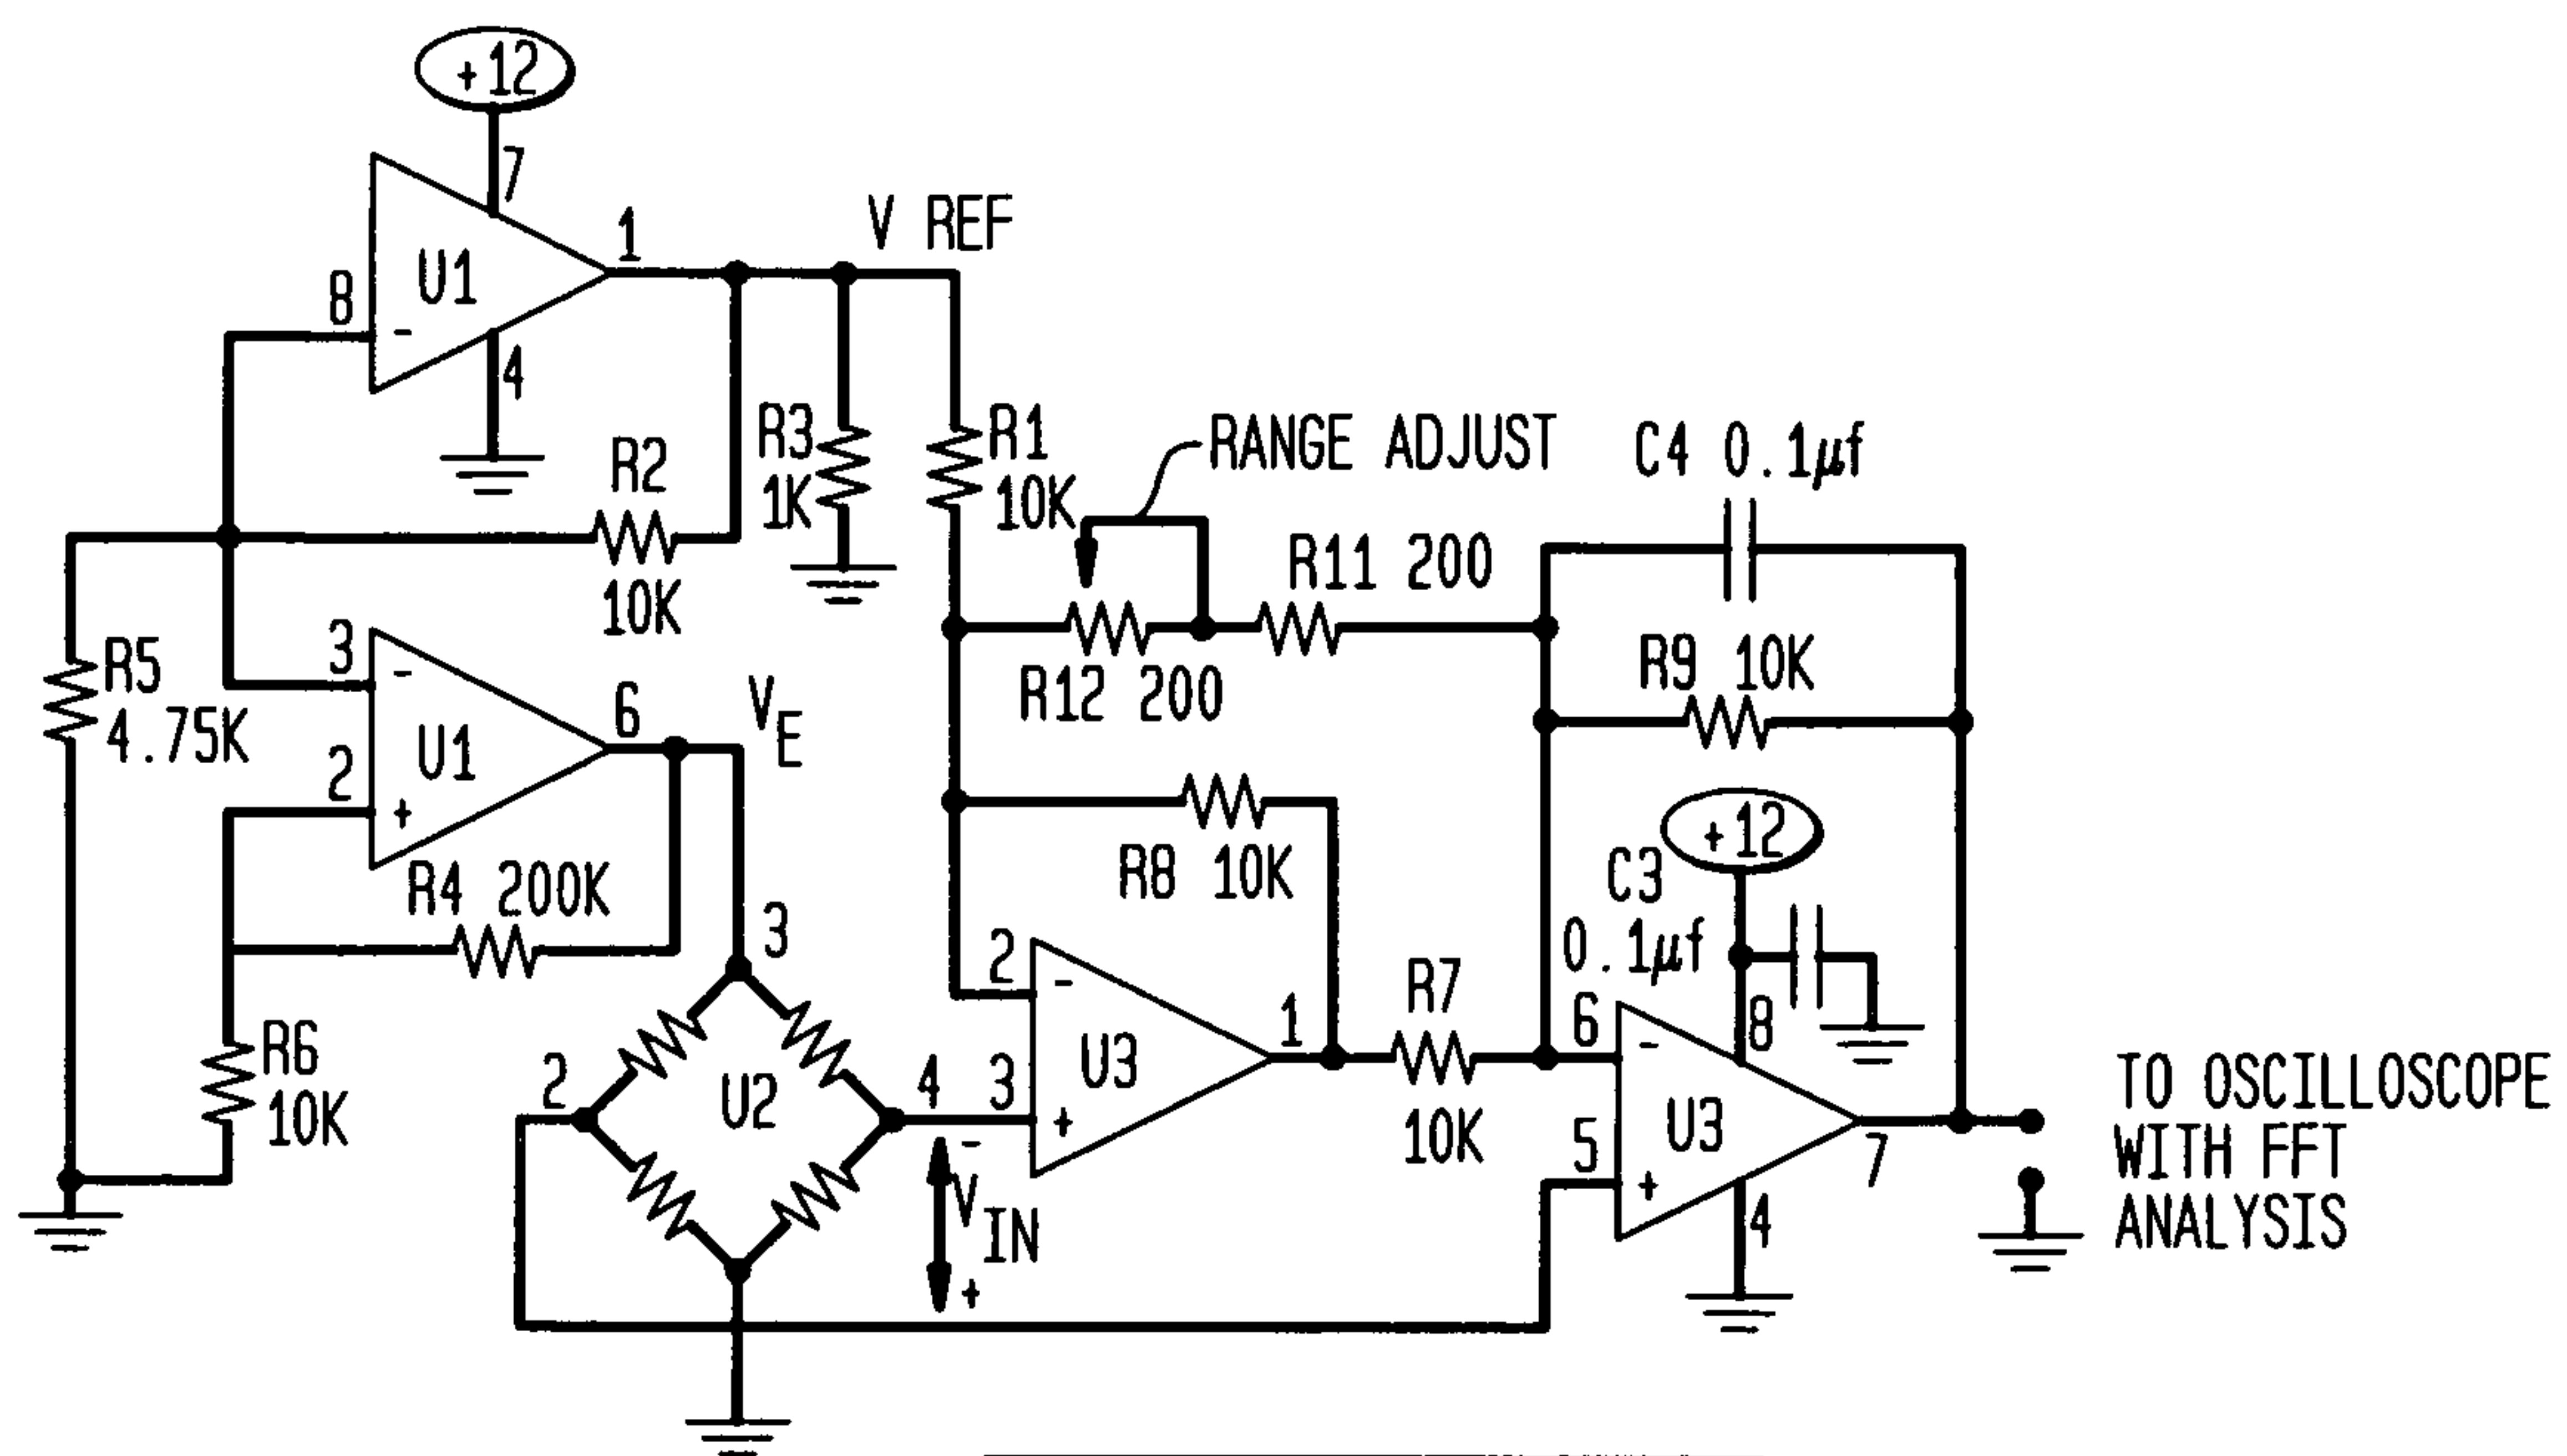 +12
7
1
V REF
8
U1
-
4
R2
10K
R3
1K
R1
10K
RANGE ADJUST
C4 0.1µf
R11 200
R12 200
R9 10K
R5
4.75K
3
-
U1
6
VE
2
+
R4 200K
R8 10K
+12
C3
0.1µf
R6
10K
3
2
U2
4
-
VIN
+
2
-
U3
3
+
1
R7
10K
6
-
8
U3
5
+
7
4
TO OSCILLOSCOPE
WITH FFT
ANALYSIS